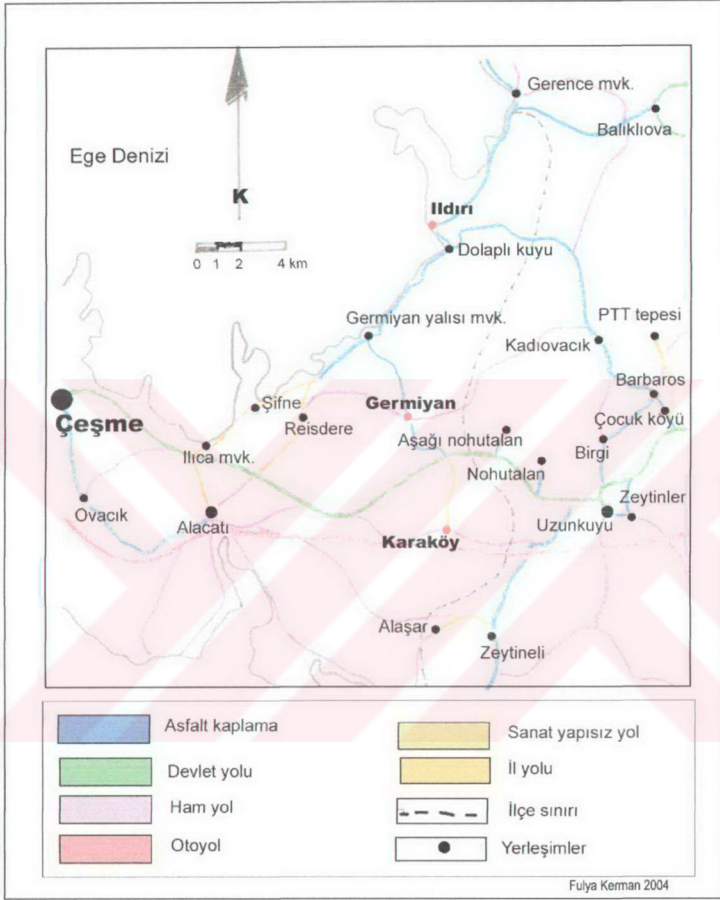 Gerence mvk.
Balıklıova
Ege Denizi
K
Ildırı
0 1 2 4 km
Dolaplı kuyu
Germiyan yalısı mvk.
PTT tepesi
Kadıovacık
Barbaros
Çeşme
Şifne
Germiyan
Çocuk köyü
Reisdere
Aşağı nohutalan
Birgi
Ilıca mvk.
Nohutalan
Zeytinler
Ovacık
Alacatı
Uzunkuyu
Karaköy
Alaşar
Zeytineli
Asfalt kaplama
Devlet yolu
Ham yol
Otoyol
Sanat yapısız yol
İl yolu
İlçe sınırı
Yerleşimler
Fulya Kerman 2004